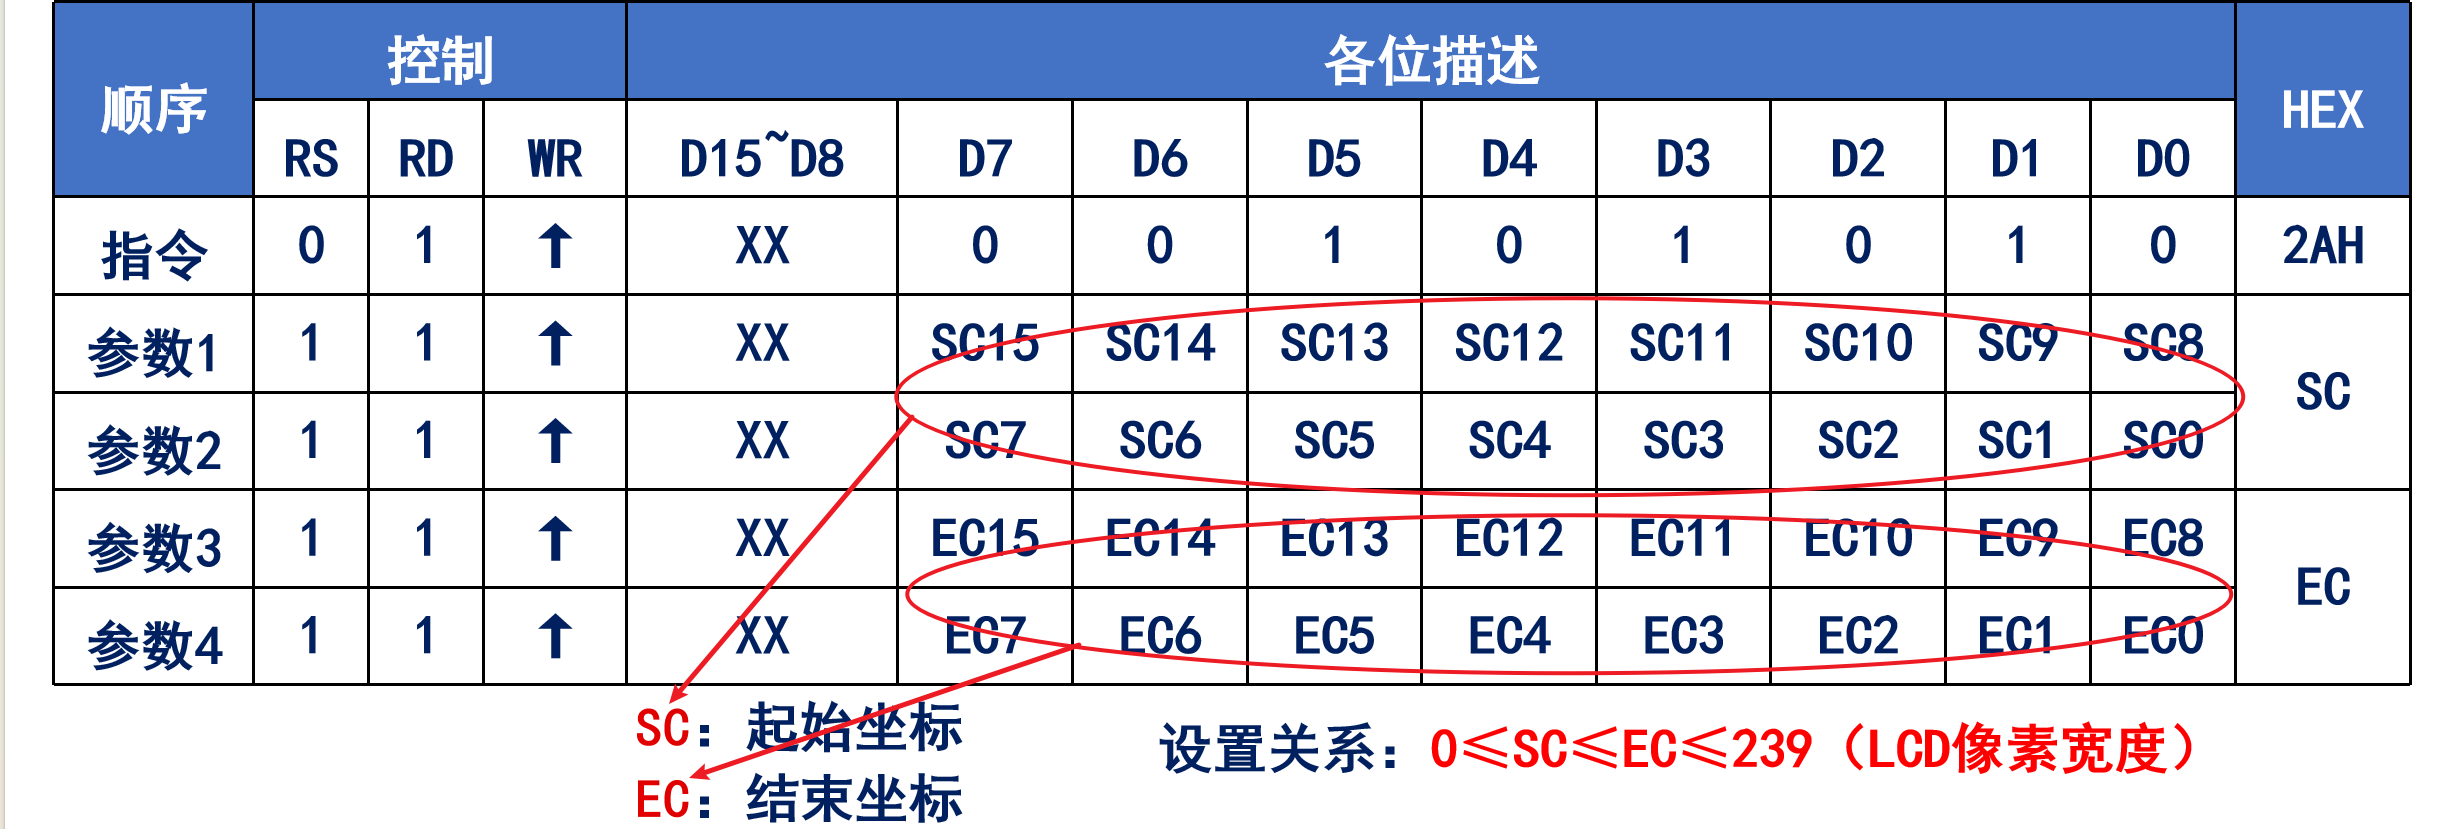 顺序 控制 各位描述 HEX
RS RD WR D15~D8 D7 D6 D5 D4 D3 D2 D1 D0
指令 0 1 ↑ XX 0 0 1 0 1 0 1 0 2AH
参数1 1 1 ↑ XX SC15 SC14 SC13 SC12 SC11 SC10 SC9 SC8 SC
参数2 1 1 ↑ XX SC7 SC6 SC5 SC4 SC3 SC2 SC1 SC0
参数3 1 1 ↑ XX EC15 EC14 EC13 EC12 EC11 EC10 EC9 EC8 EC
参数4 1 1 ↑ XX EC7 EC6 EC5 EC4 EC3 EC2 EC1 EC0
SC：起始坐标
EC：结束坐标
设置关系：0≤SC≤EC≤239（LCD像素宽度）